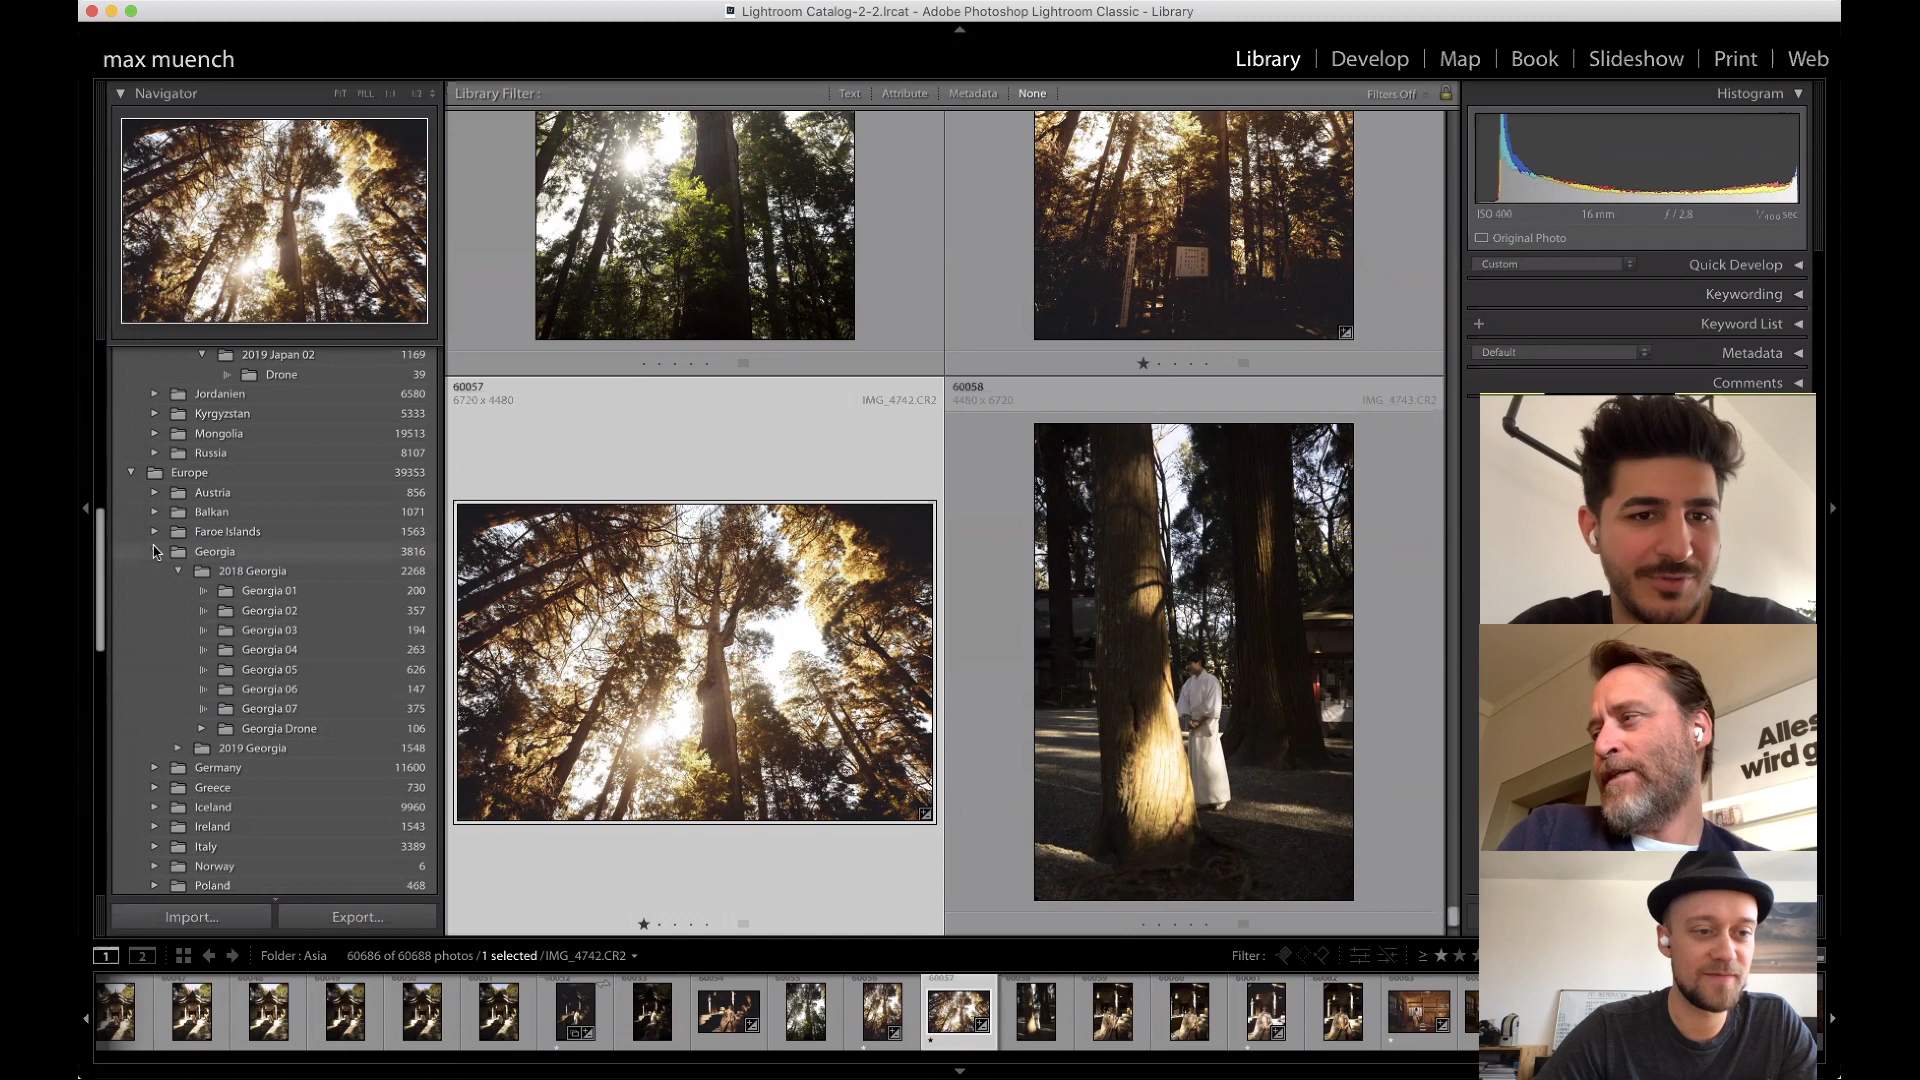 Lightroom Catalog-2-2.lrcat - Adobe Photoshop Lightroom Classic - Library
max muench
Library | Develop | Map | Book | Slideshow | Print | Web
Navigator
FIT FILL 1:1
Library Filter :
Text Attribute Metadata None
Filters Off
Histogram
ISO 400 16 mm ƒ / 2,8 1/400 sec
Original Photo
Custom
Quick Develop
Keywording
Keyword List
Default
Metadata
Comments
2019 Japan 02 1169
Drone 39
Jordanien 6580
Kyrgyzstan 5333
Mongolia 19513
Russia 8107
Europe 39353
Austria 856
Balkan 1071
Faroe Islands 1563
Georgia 3816
2018 Georgia 2268
Georgia 01 200
Georgia 02 357
Georgia 03 194
Georgia 04 263
Georgia 05 626
Georgia 06 147
Georgia 07 375
Georgia Drone 106
2019 Georgia 1548
Germany 11600
Greece 730
Iceland 9960
Ireland 1543
Italy 3389
Norway 6
Poland 468
Import... Export...
60057
6720 x 4480 IMG_4742.CR2
60058
4480 x 6720 IMG_4743.CR2
Alles
wird g
1 2 Folder : Asia 60686 of 60688 photos / 1 selected / IMG_4742.CR2
Filter : ≥
60057